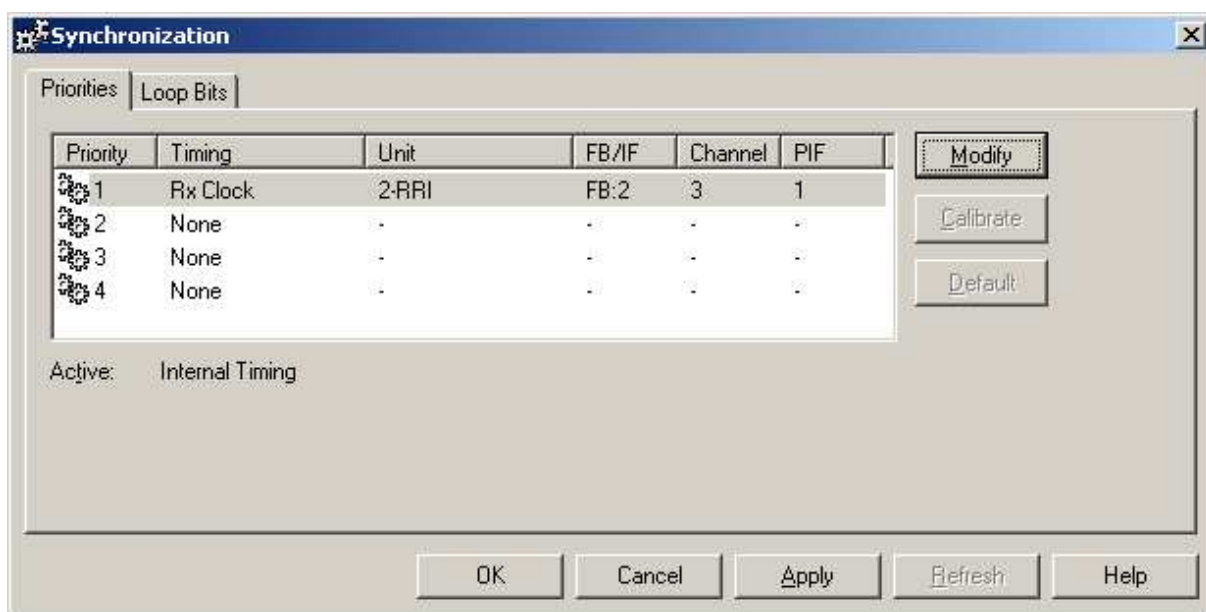 Synchronization
Priorities Loop Bits
Priority Timing Unit FB/IF Channel PIF
1 Rx Clock 2-RRI FB:2 3 1
2 None - - - -
3 None - - - -
4 None - - - -
Modify
Calibrate
Default
Active: Internal Timing
OK Cancel Apply Refresh Help